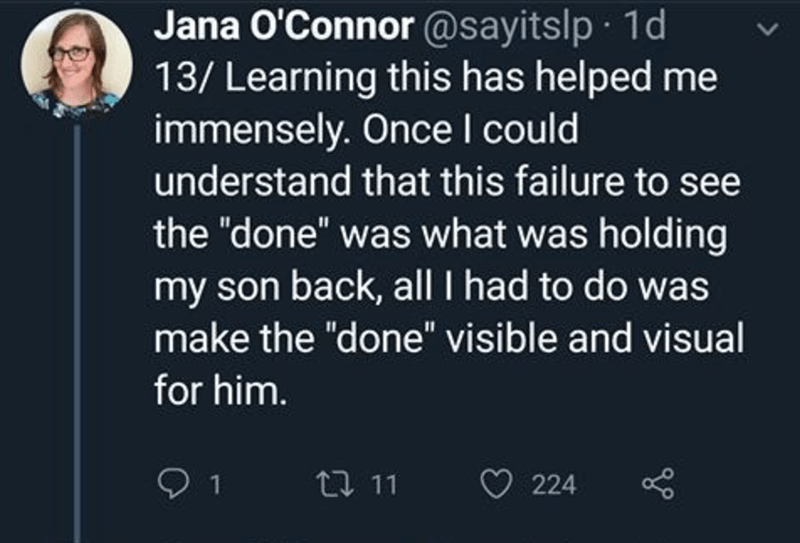 Jana O'Connor @sayitslp · 1d
13/ Learning this has helped me
immensely. Once I could
understand that this failure to see
the "done" was what was holding
my son back, all I had to do was
make the "done" visible and visual
for him.
1 11 224